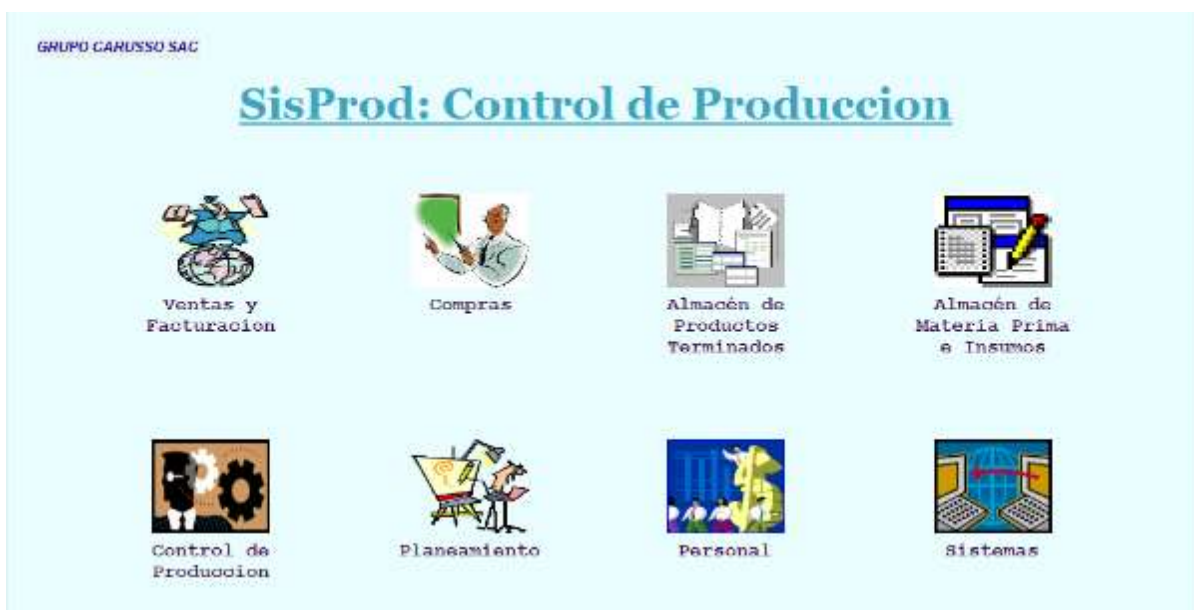 GRUPO CARUSSO SAC
SisProd: Control de Produccion
Ventas y
Facturacion
Compras
Almacén de
Productos
Terminados
Almacén de
Materia Prima
e Insumos
Control de
Produccion
Planeamiento
Personal
Sistemas